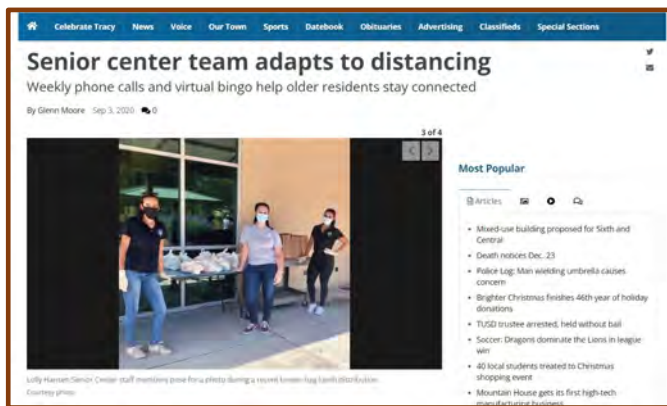 Celebrate Tracy News Voice Our Town Sports Datebook Obituaries Advertising Classifieds Special Sections
Senior center team adapts to distancing
Weekly phone calls and virtual bingo help older residents stay connected
By Glenn Moore Sep 3, 2020 0
3 of 4
Lolly Hansen Senior Center staff members pose for a photo during a recent brown-bag lunch distribution.
Courtesy photo
Most Popular
Articles
Mixed-use building proposed for Sixth and
Central
Death notices Dec. 23
Police Log: Man wielding umbrella causes
concern
Brighter Christmas finishes 46th year of holiday
donations
TUSD trustee arrested, held without bail
Soccer: Dragons dominate the Lions in league
win
40 local students treated to Christmas
shopping event
Mountain House gets its first high-tech
manufacturing business